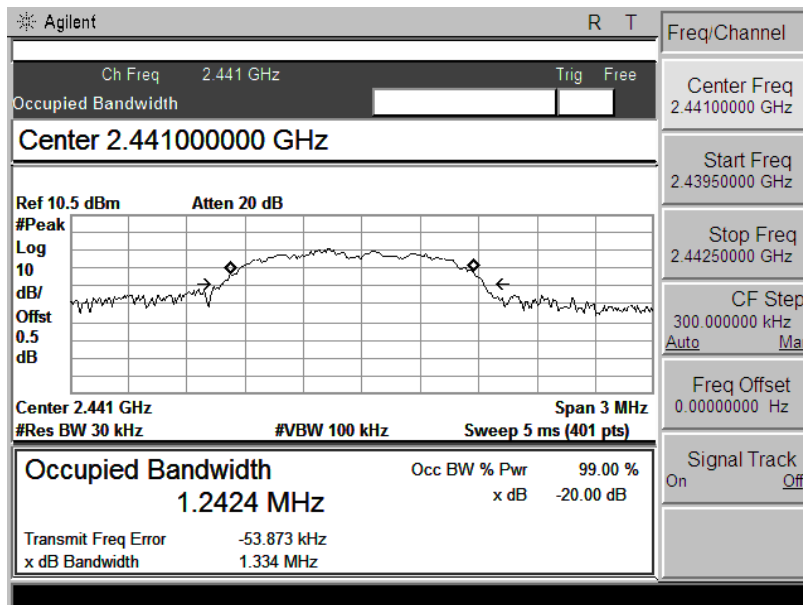 Agilent R T
Ch Freq 2.441 GHz Trig Free
Occupied Bandwidth
Center 2.441000000 GHz
Ref 10.5 dBm Atten 20 dB
#Peak
Log
10
dB/
Offst
0.5
dB
Center 2.441 GHz Span 3 MHz
#Res BW 30 kHz #VBW 100 kHz Sweep 5 ms (401 pts)
Occupied Bandwidth Occ BW % Pwr 99.00 %
1.2424 MHz x dB -20.00 dB
Transmit Freq Error -53.873 kHz
x dB Bandwidth 1.334 MHz
Freq/Channel
Center Freq
2.44100000 GHz
Start Freq
2.43950000 GHz
Stop Freq
2.44250000 GHz
CF Step
300.000000 kHz
Auto Ma
Freq Offset
0.00000000 Hz
Signal Track
On Off